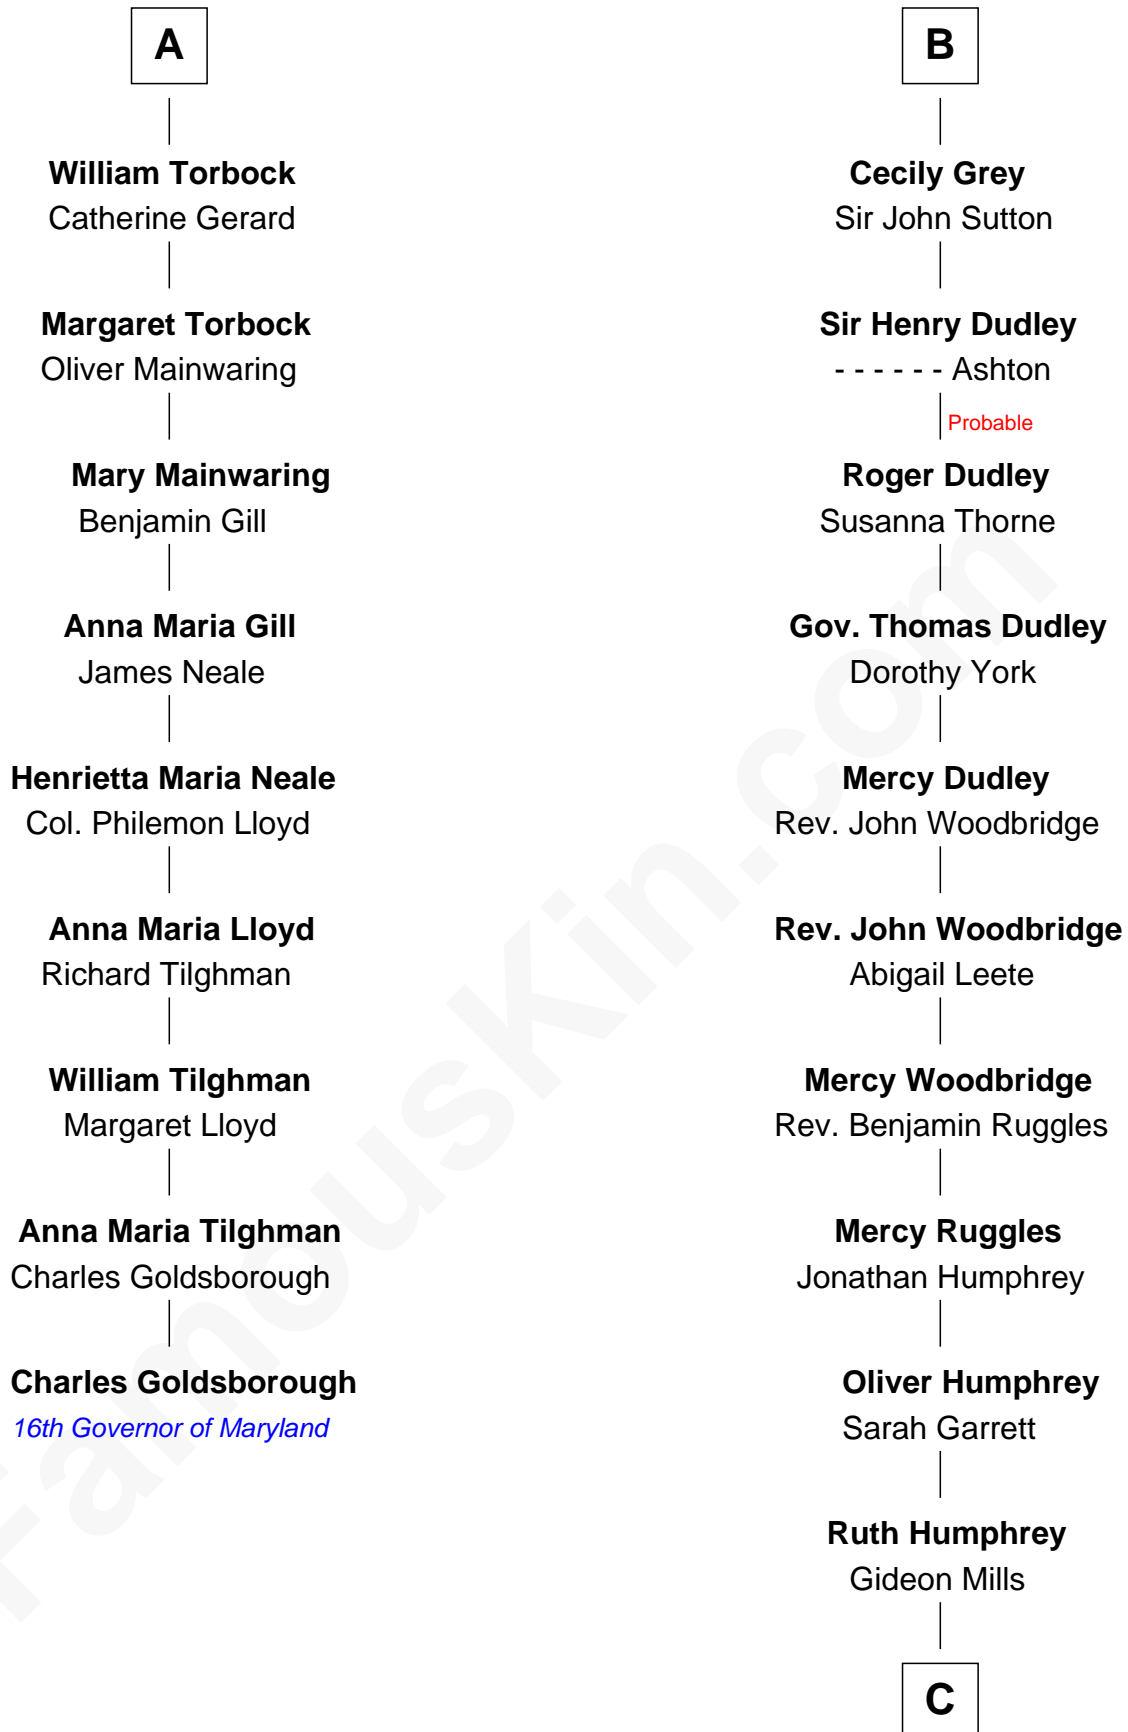 A
William Torbock
Catherine Gerard
Margaret Torbock
Oliver Mainwaring
Mary Mainwaring
Benjamin Gill
Anna Maria Gill
James Neale
Henrietta Maria Neale
Col. Philemon Lloyd
Anna Maria Lloyd
Richard Tilghman
William Tilghman
Margaret Lloyd
Anna Maria Tilghman
Charles Goldsborough
Charles Goldsborough
16th Governor of Maryland
B
Cecily Grey
Sir John Sutton
Sir Henry Dudley
- - - - - - Ashton
Probable
Roger Dudley
Susanna Thorne
Gov. Thomas Dudley
Dorothy York
Mercy Dudley
Rev. John Woodbridge
Rev. John Woodbridge
Abigail Leete
Mercy Woodbridge
Rev. Benjamin Ruggles
Mercy Ruggles
Jonathan Humphrey
Oliver Humphrey
Sarah Garrett
Ruth Humphrey
Gideon Mills
C
FamousKin.com